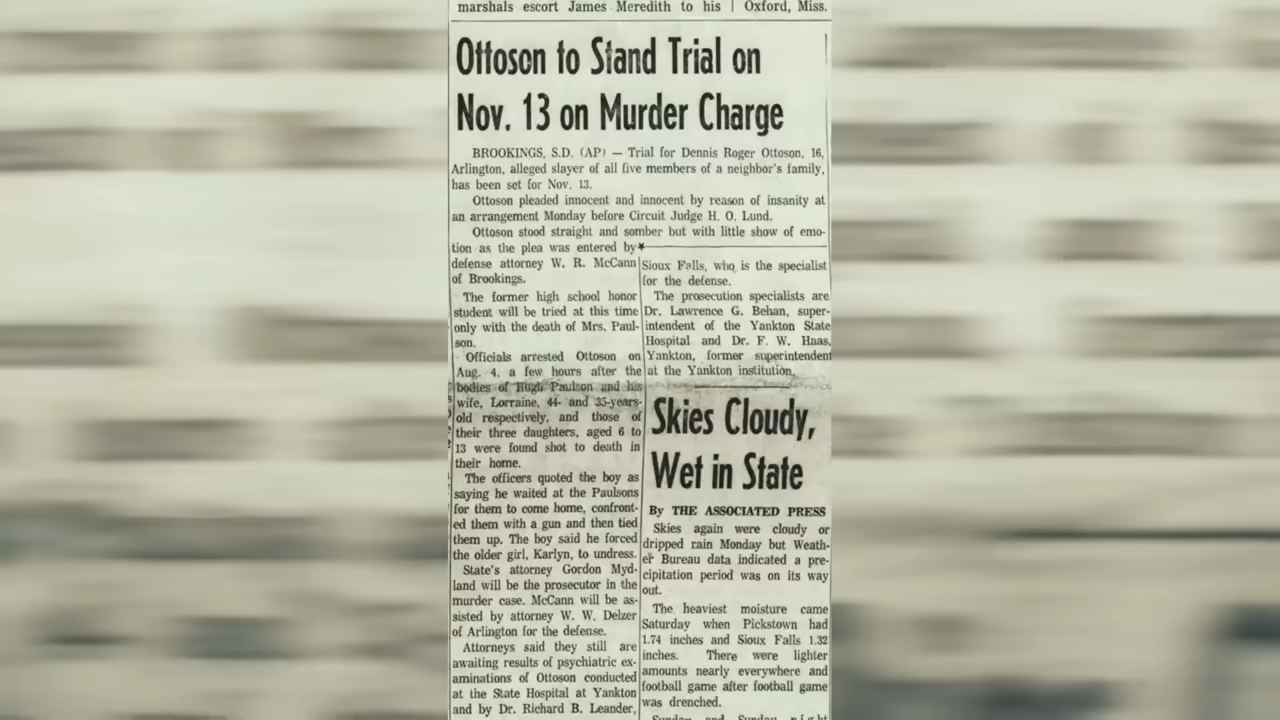 marshals escort James Meredith to his | Oxford, Miss.
Ottoson to Stand Trial on
Nov. 13 on Murder Charge
BROOKINGS, S.D. (AP) — Trial for Dennis Roger Ottoson, 16,
Arlington, alleged slayer of all five members of a neighbor's family,
has been set for Nov. 13.
Ottoson pleaded innocent and innocent by reason of insanity at
an arrangement Monday before Circuit Judge H. O. Lund.
Ottoson stood straight and somber but with little show of emo-
tion as the plea was entered by
defense attorney W. R. McCann
of Brookings.
The former high school honor
student will be tried at this time
only with the death of Mrs. Paul-
son.
Officials arrested Ottoson on
Aug. 4, a few hours after the
bodies of Hugh Paulson and his
wife, Lorraine, 44- and 35-years-
old respectively, and those of
their three daughters, aged 6 to
13 were found shot to death in
their home.
The officers quoted the boy as
saying he waited at the Paulsons
for them to come home, confront-
ed them with a gun and then tied
them up. The boy said he forced
the older girl, Karlyn, to undress.
State's attorney Gordon Myd-
land will be the prosecutor in the
murder case. McCann will be as-
sisted by attorney W. W. Delzer
of Arlington for the defense.
Attorneys said they still are
awaiting results of psychiatric ex-
aminations of Ottoson conducted
at the State Hospital at Yankton
and by Dr. Richard B. Leander,
Sioux Falls, who is the specialist
for the defense.
The prosecution specialists are
Dr. Lawrence G. Behan, super-
intendent of the Yankton State
Hospital and Dr. F. W. Haas,
Yankton, former superintendent
at the Yankton institution.
Skies Cloudy,
Wet in State
By THE ASSOCIATED PRESS
Skies again were cloudy or
dripped rain Monday but Weath-
er Bureau data indicated a pre-
cipitation period was on its way
out.
The heaviest moisture came
Saturday when Pickstown had
1.74 inches and Sioux Falls 1.32
inches. There were lighter
amounts nearly everywhere and
football game after football game
was drenched.
Sunday and Sunday night